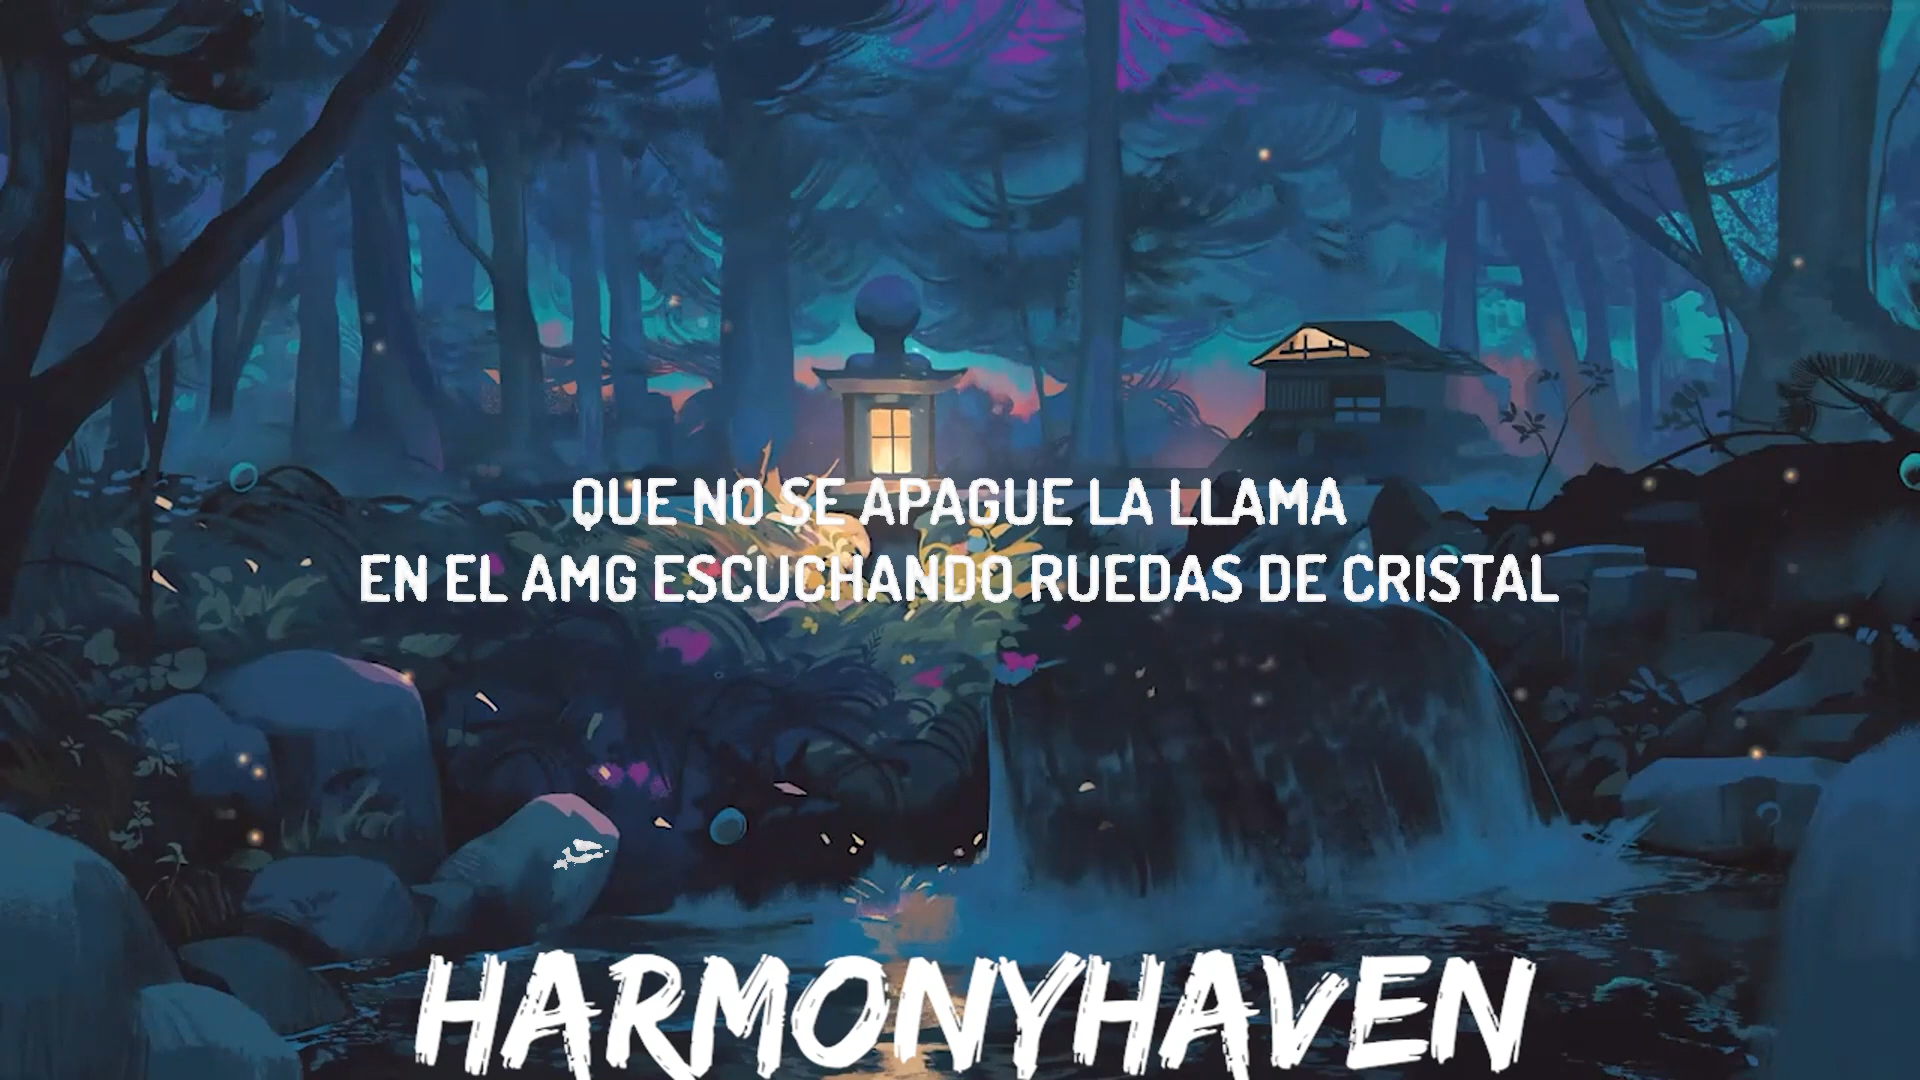 QUE NO SE APAGUE LA LLAMA
EN EL AMG ESCUCHANDO RUEDAS DE CRISTAL
HARMONYHAVEN